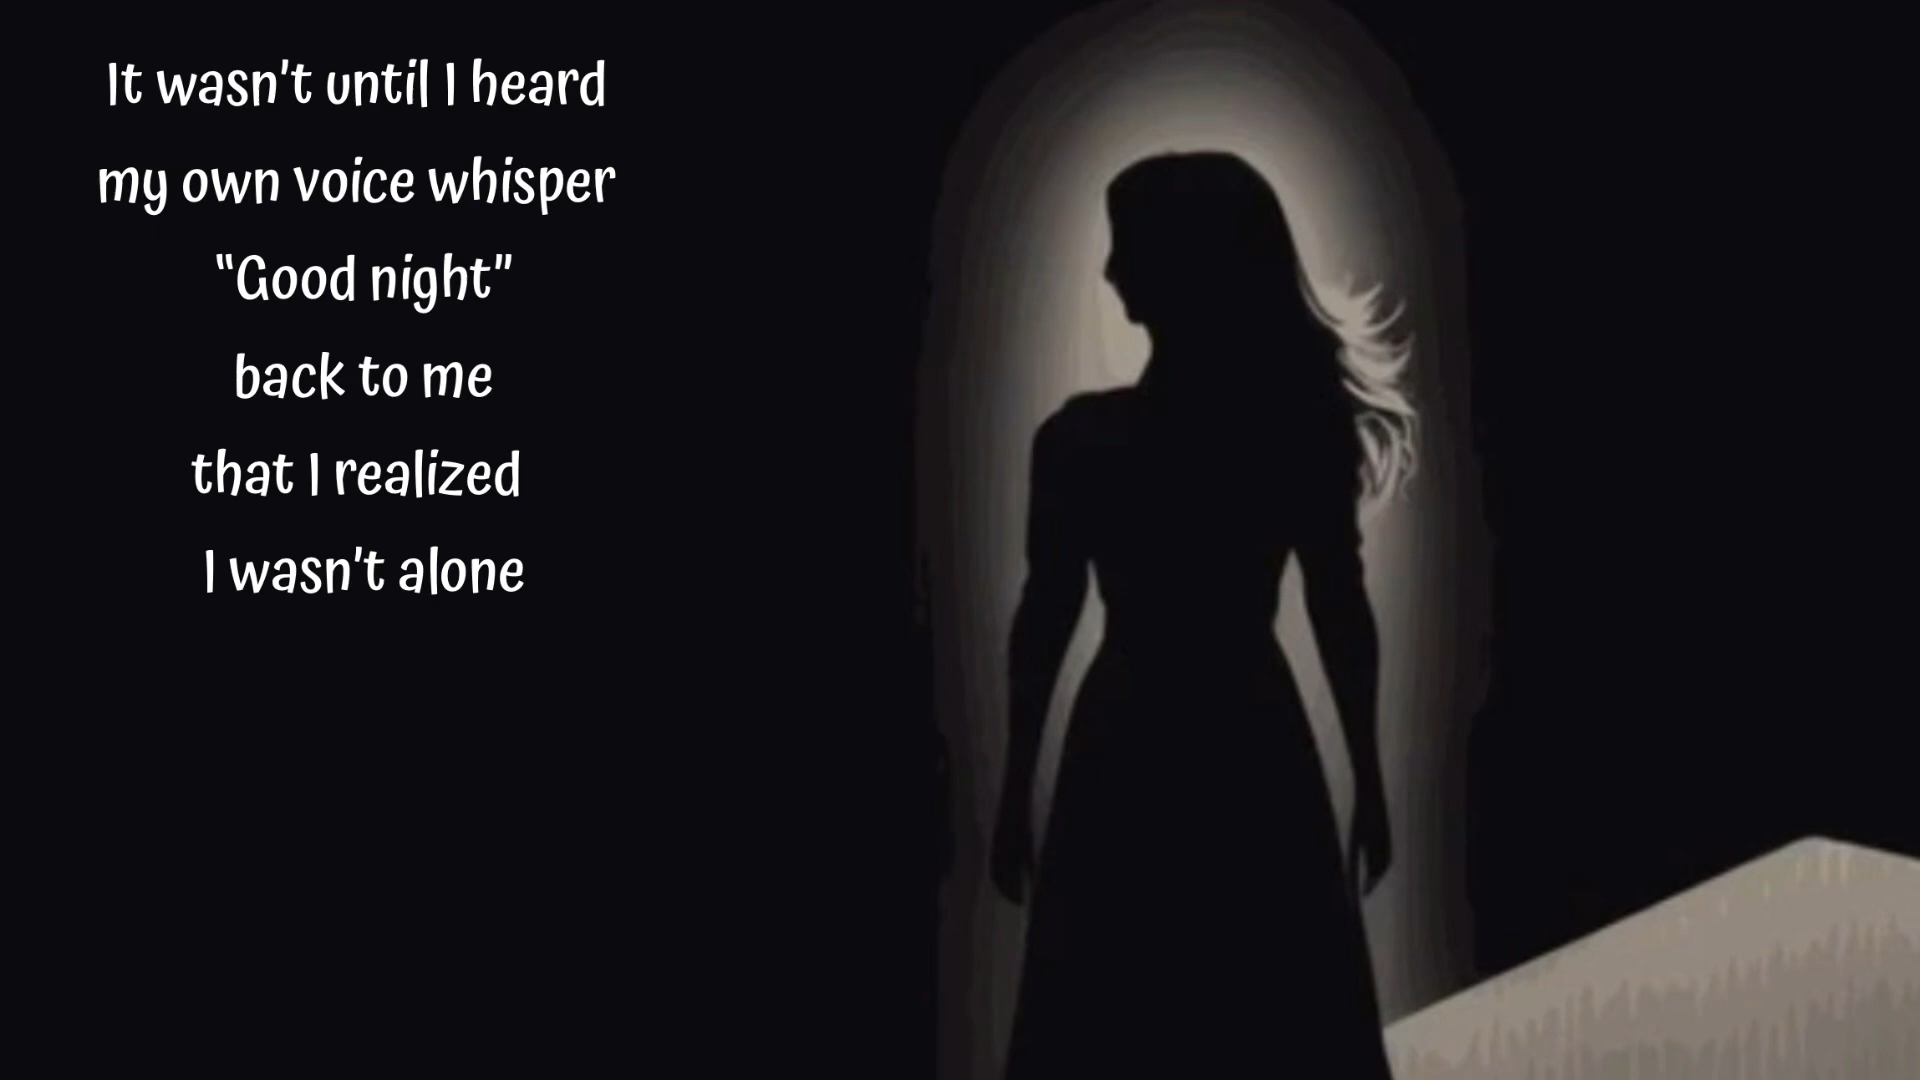 It wasn't until I heard
my own voice whisper
“Good night”
back to me
that I realized
I wasn't alone